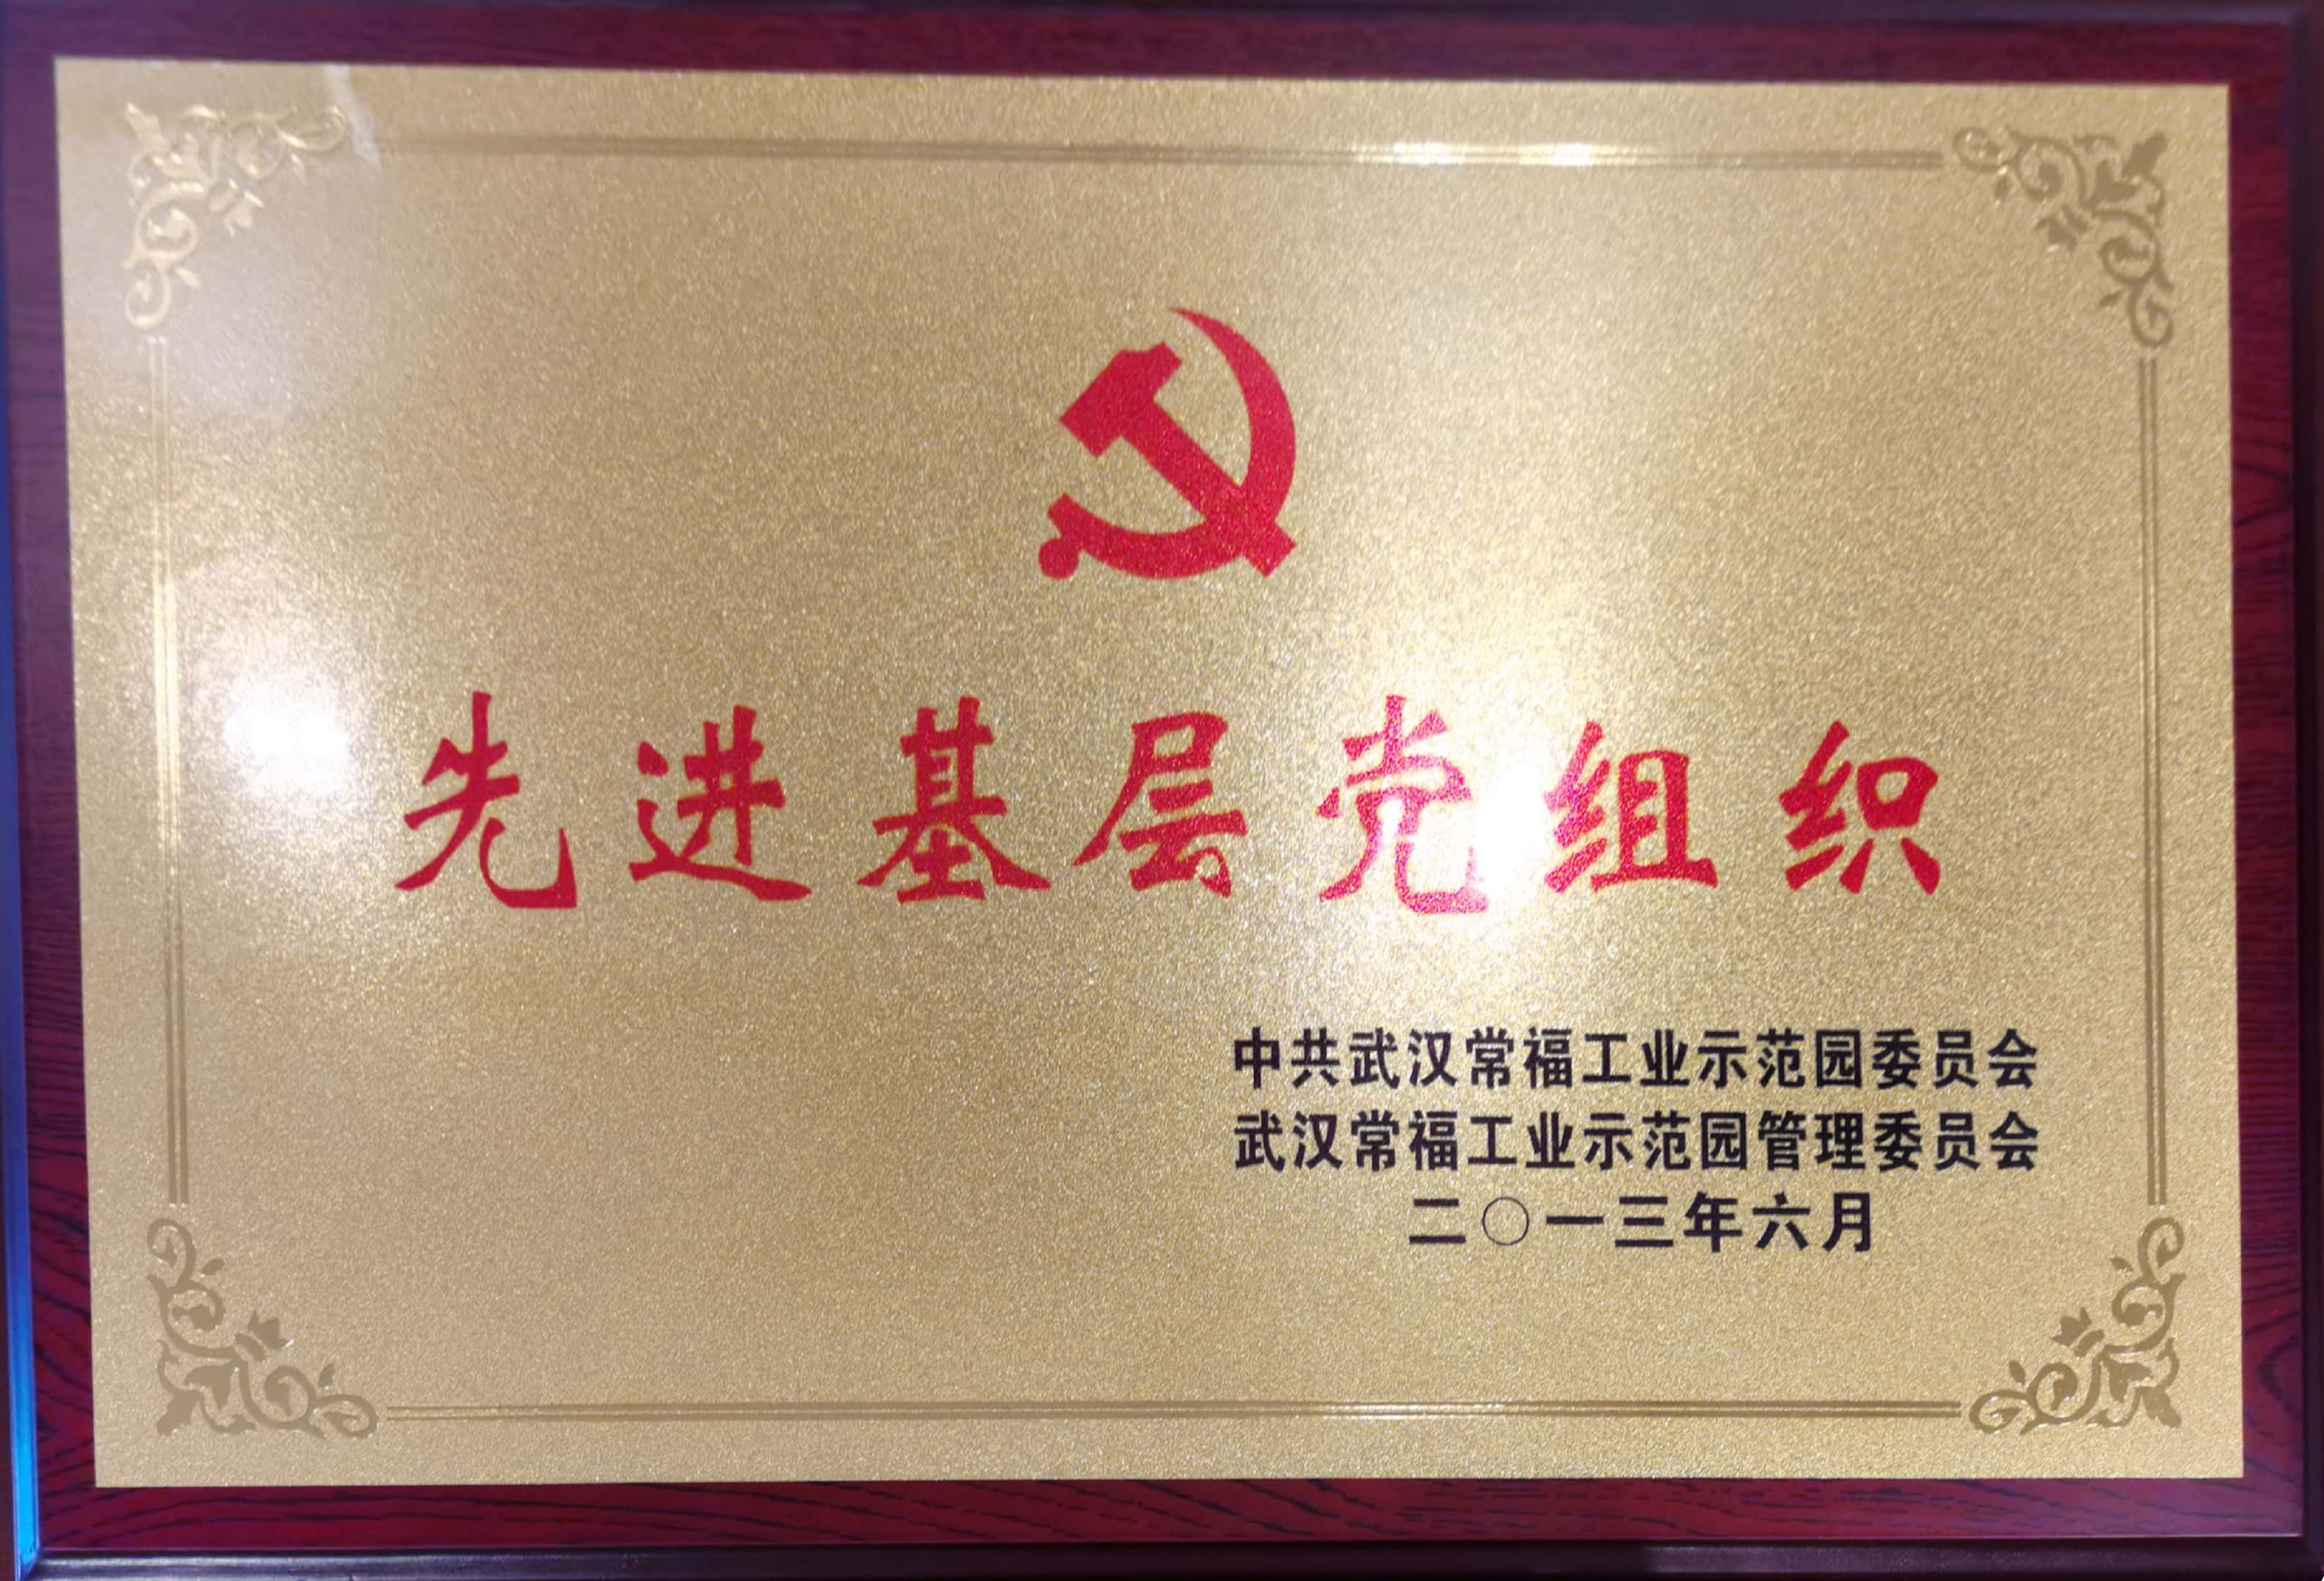 先进基层党组织
中共武汉常福工业示范园委员会
武汉常福工业示范园管理委员会
二〇一三年六月